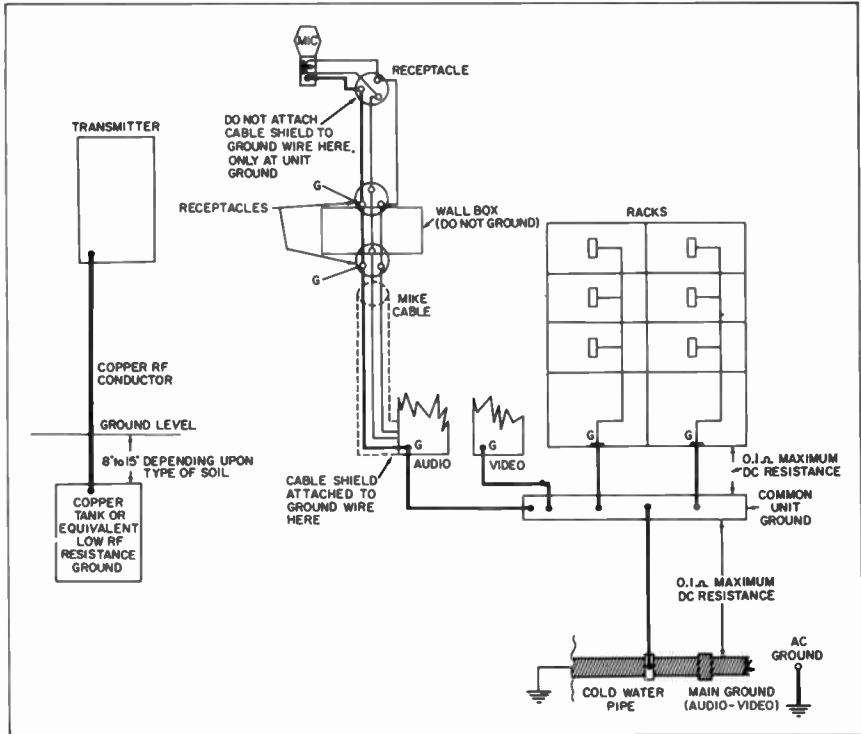 MIC
RECEPTACLE
DO NOT ATTACH
CABLE SHIELD TO
GROUND WIRE HERE,
ONLY AT UNIT
GROUND
TRANSMITTER
G
RECEPTACLES
WALL BOX
(DO NOT GROUND)
G
MIKE
CABLE
RACKS
COPPER RF
CONDUCTOR
GROUND LEVEL
8' to 15' DEPENDING UPON
TYPE OF SOIL
COPPER
TANK OR
EQUIVALENT
LOW RF
RESISTANCE
GROUND
G
AUDIO
G
VIDEO
CABLE SHIELD
ATTACHED TO
GROUND WIRE
HERE
G
G
0.1Ω MAXIMUM
DC RESISTANCE
COMMON
UNIT
GROUND
0.1Ω MAXIMUM
DC RESISTANCE
AC
GROUND
COLD WATER
PIPE
MAIN GROUND
(AUDIO-VIDEO)